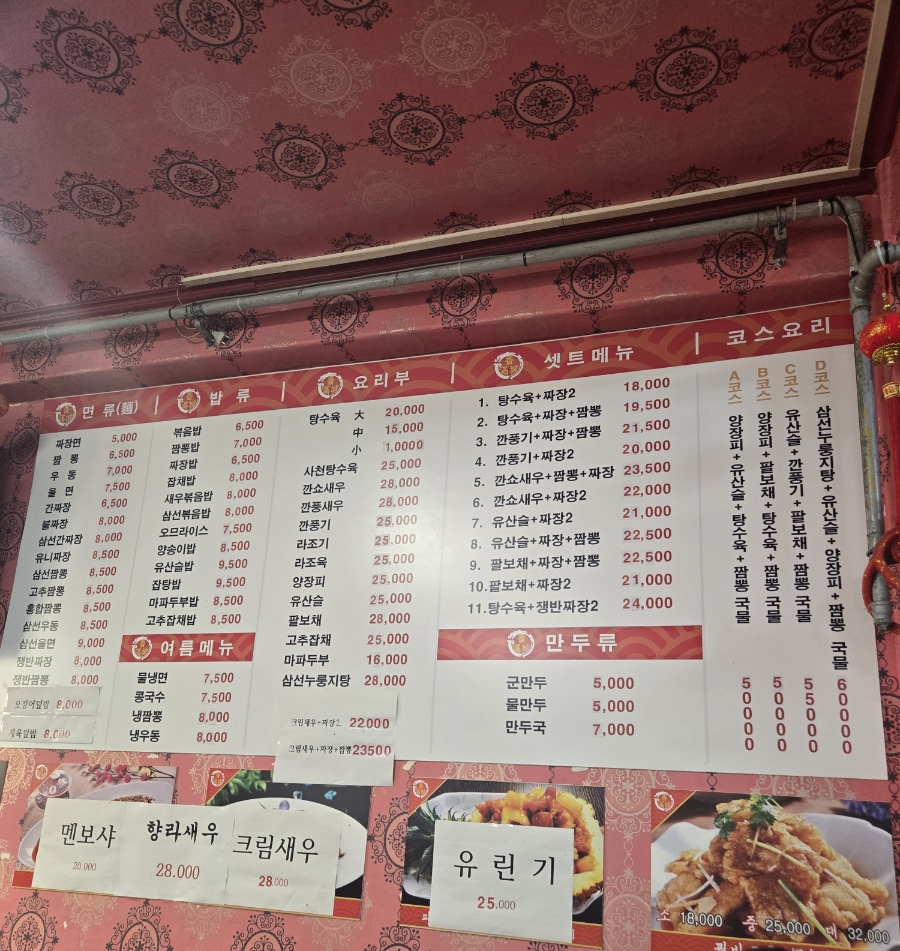 면 류(麵)
짜장면 5,000
짬 뽕 6,500
우 동 7,000
울 면 7,500
간짜장 6,500
불짜장 8,000
삼선간짜장 8,000
유니짜장 8,500
삼선짬뽕 8,500
고추짬뽕 8,500
홍합짬뽕 8,500
삼선우동 8,500
삼선울면 9,000
쟁반짜장 8,000
쟁반짬뽕 8,000
오징어덮밥 8,000
제육덮밥 8,000
밥 류
볶음밥 6,500
짬뽕밥 7,000
짜장밥 6,500
잡채밥 8,000
새우볶음밥 8,000
삼선볶음밥 8,000
오므라이스 7,500
양송이밥 8,500
유산슬밥 9,500
잡탕밥 9,500
마파두부밥 8,500
고추잡채밥 8,500
여름메뉴
물냉면 7,500
콩국수 7,500
냉짬뽕 8,000
냉우동 8,000
요리부
탕수육 大 20,000
中 15,000
小 1,0000
사천탕수육 25,000
깐쇼새우 28,000
깐풍새우 28,000
깐풍기 25,000
라조기 25,000
라조육 25,000
양장피 25,000
유산슬 25,000
팔보채 28,000
고추잡채 25,000
마파두부 16,000
삼선누룽지탕 28,000
크림새우+짜장2 22000
크림새우+짜장+짬뽕 23500
셋트메뉴
1. 탕수육+짜장2 18,000
2. 탕수육+짜장+짬뽕 19,500
3. 깐풍기+짜장+짬뽕 21,500
4. 깐풍기+짜장2 20,000
5. 깐쇼새우+짬뽕+짜장 23,500
6. 깐쇼새우+짜장2 22,000
7. 유산슬+짜장2 21,000
8. 유산슬+짜장+짬뽕 22,500
9. 팔보채+짜장+짬뽕 22,500
10.팔보채+짜장2 21,000
11.탕수육+쟁반짜장2 24,000
만두류
군만두 5,000
물만두 5,000
만두국 7,000
코스요리
A코스 양장피+유산슬+탕수육+짬뽕 국물 50000
B코스 양장피+팔보채+탕수육+짬뽕 국물 50000
C코스 유산슬+깐풍기+팔보채+짬뽕 국물 55000
D코스 삼선누룽지탕+유산슬+양장피+짬뽕 국물 60000
멘보샤
20,000
향라새우
28.000
크림새우
28.000
유린기
25.000
소 18,000 중 25,000 대 32,000